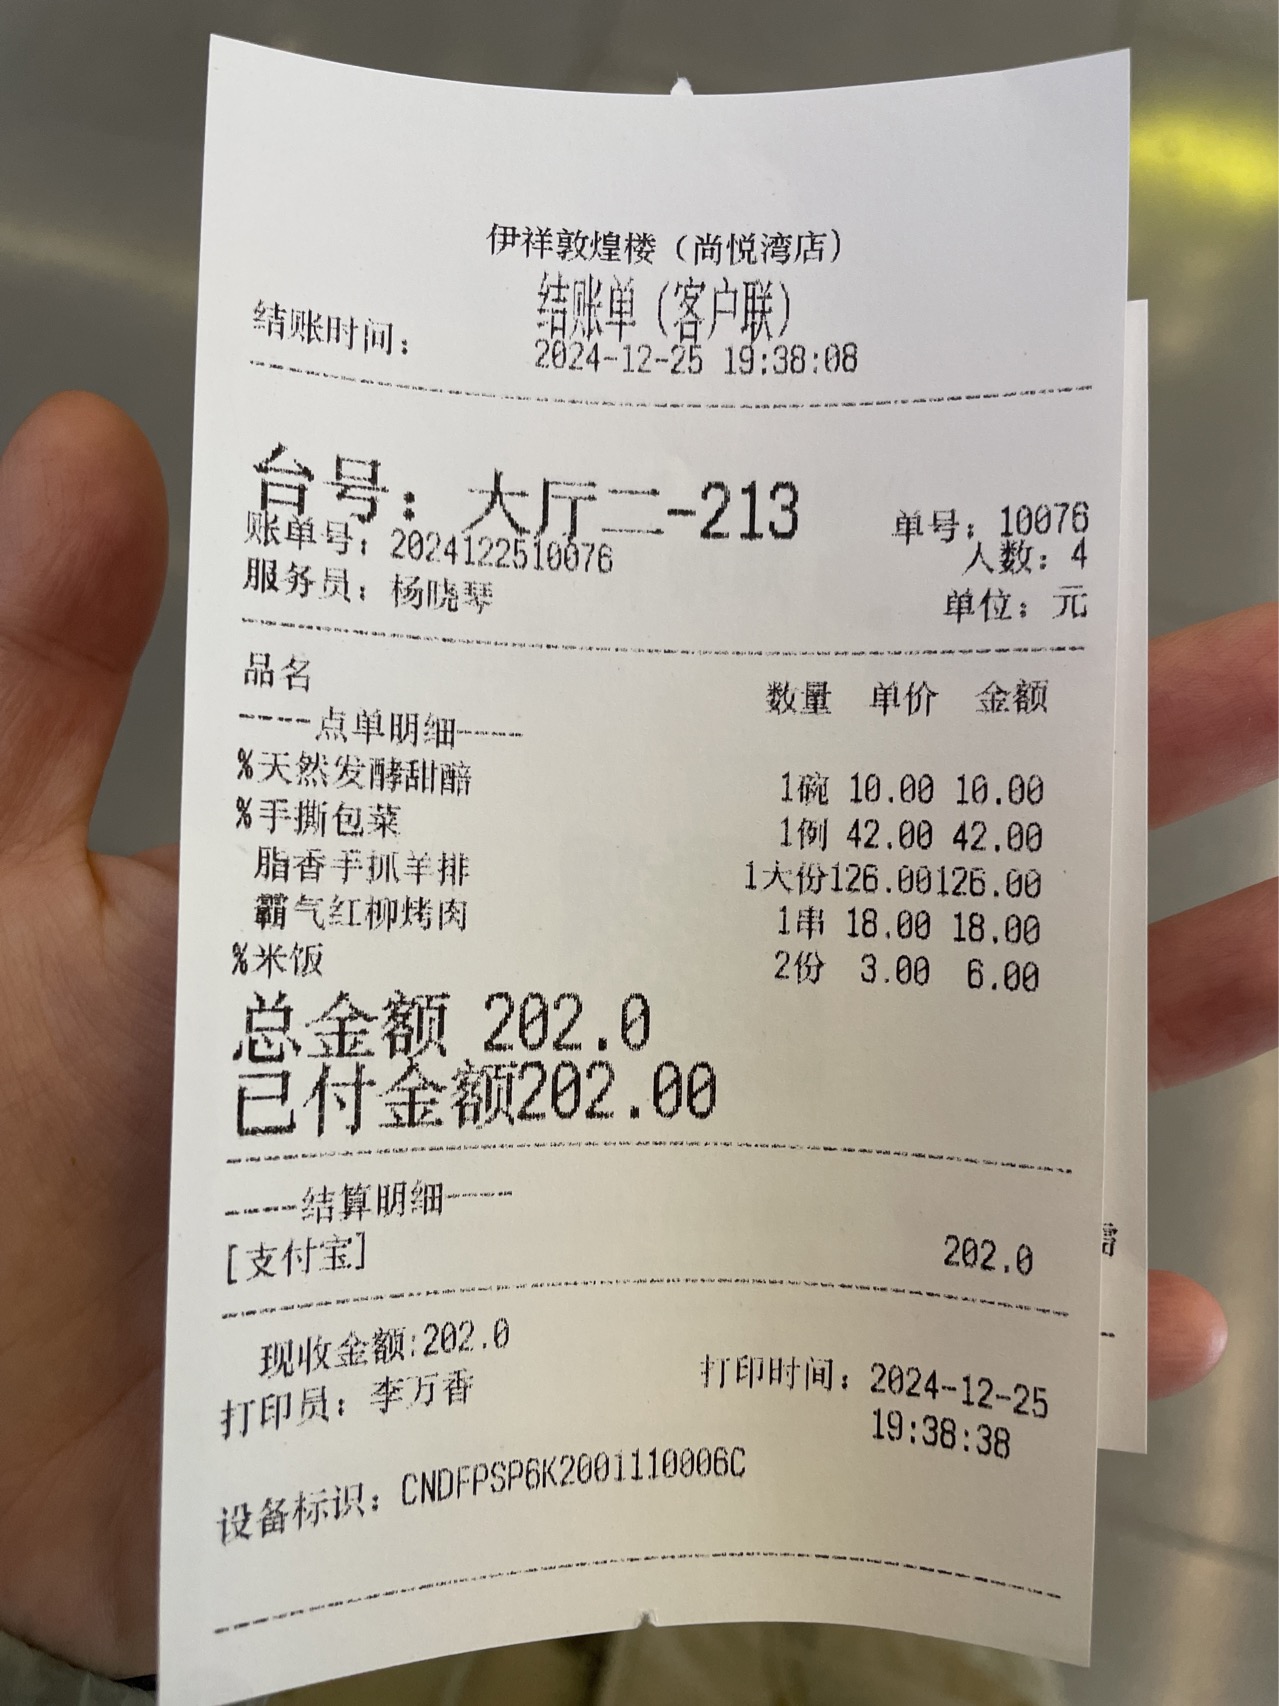 伊祥敦煌楼（尚悦湾店）
结账单（客户联）
结账时间： 2024-12-25 19:38:08
台号：大厅二-213
单号：10076
账单号：2024122510076
人数：4
服务员：杨晓琴
单位：元
品名 数量 单价 金额
----点单明细----
%天然发酵甜醅 1碗 10.00 10.00
%手撕包菜 1例 42.00 42.00
脂香手抓羊排 1大份126.00126.00
霸气红柳烤肉 1串 18.00 18.00
%米饭 2份 3.00 6.00
总金额 202.0
已付金额202.00
----结算明细----
[支付宝] 202.0
现收金额:202.0
打印员：李万香 打印时间：2024-12-25
19:38:38
设备标识：CNDFPSP6K2001110006C